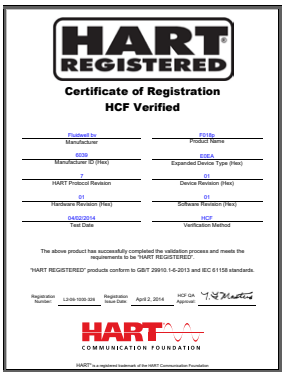 HART®
REGISTERED
Certificate of Registration
HCF Verified
Fluidwell bv F018p
Manufacturer Product Name
6039 E0EA
Manufacturer ID (Hex) Expanded Device Type (Hex)
7 01
HART Protocol Revision Device Revision (Hex)
01 01
Hardware Revision (Hex) Software Revision (Hex)
04/02/2014 HCF
Test Date Verification Method
The above product has successfully completed the validation process and meets the
requirements to be "HART REGISTERED".
"HART REGISTERED" products conform to GB/T 29910.1-6-2013 and IEC 61158 standards.
Registration Number: L2-06-1000-326 Registration Issue Date: April 2, 2014 HCF QA Approval:
HART
COMMUNICATION FOUNDATION
HART® is a registered trademark of the HART Communication Foundation